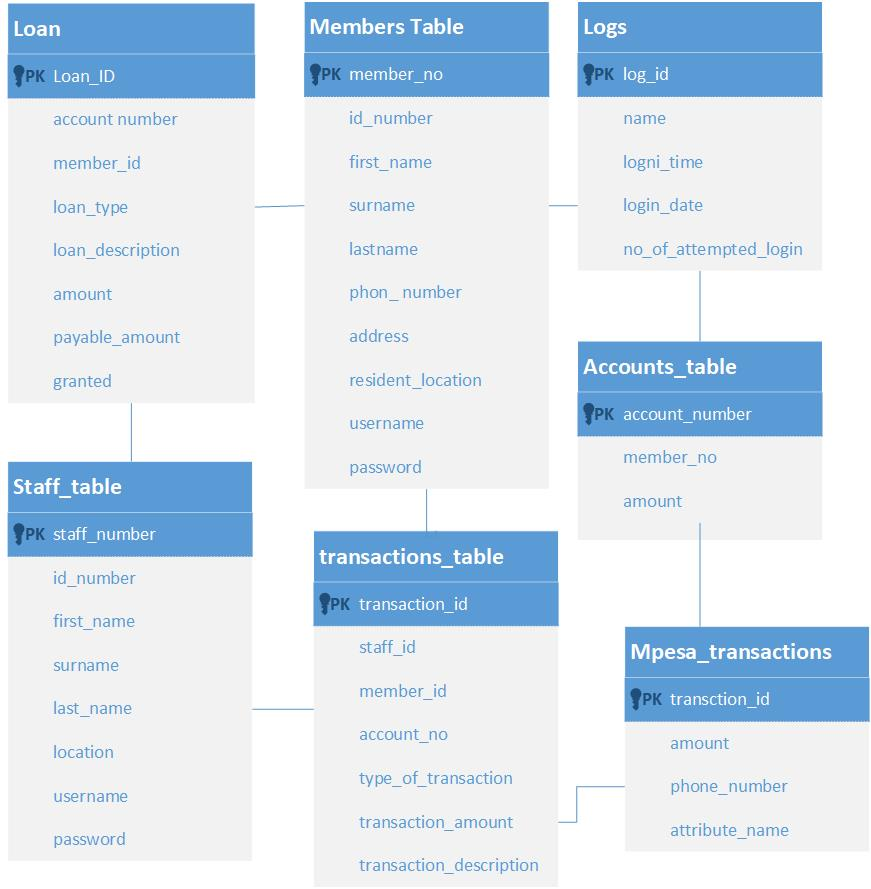 Loan
PK Loan_ID
account number
member_id
loan_type
loan_description
amount
payable_amount
granted
Members Table
PK member_no
id_number
first_name
surname
lastname
phon_ number
address
resident_location
username
password
Logs
PK log_id
name
logni_time
login_date
no_of_attempted_login
Accounts_table
PK account_number
member_no
amount
Staff_table
PK staff_number
id_number
first_name
surname
last_name
location
username
password
transactions_table
PK transaction_id
staff_id
member_id
account_no
type_of_transaction
transaction_amount
transaction_description
Mpesa_transactions
PK transction_id
amount
phone_number
attribute_name